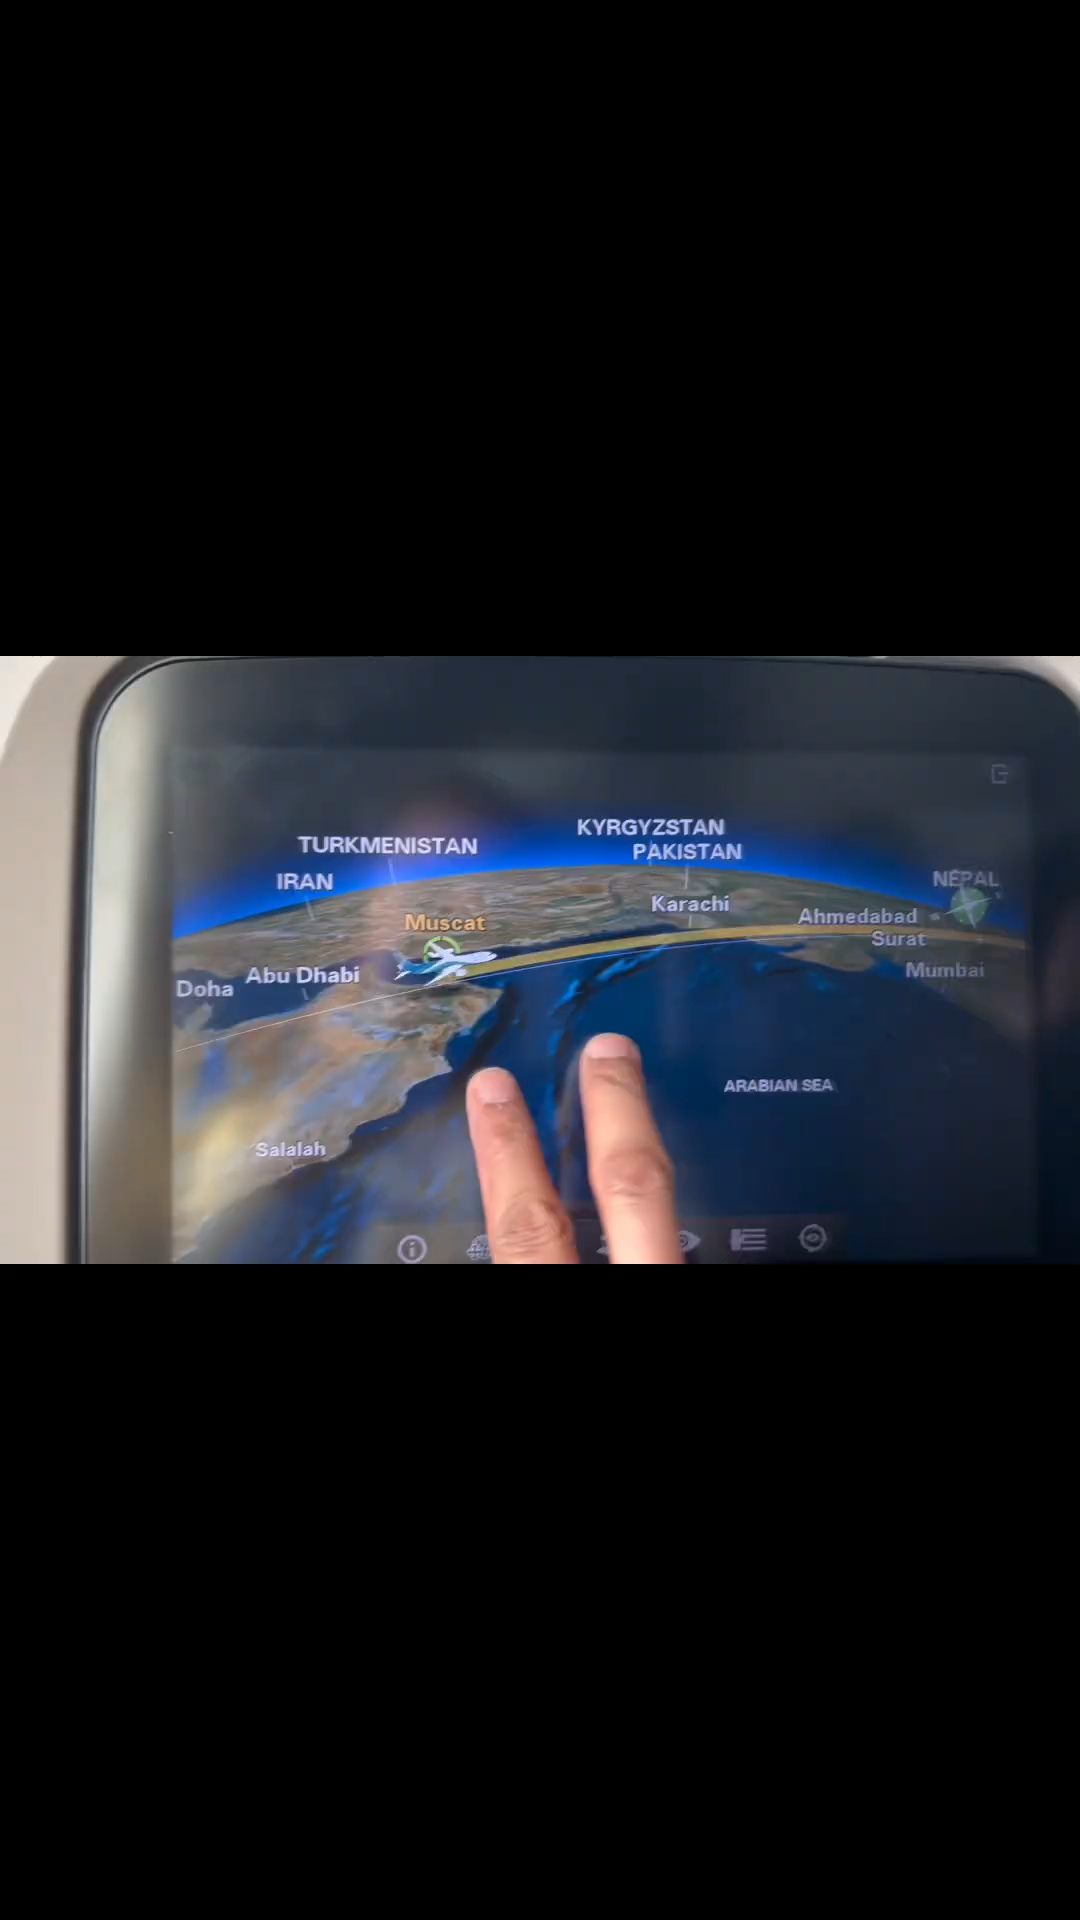 KYRGYZSTAN
TURKMENISTAN
PAKISTAN
IRAN
NEPAL
Karachi
Muscat
Ahmedabad
Surat
Abu Dhabi
Mumbai
Doha
ARABIAN SEA
Salalah